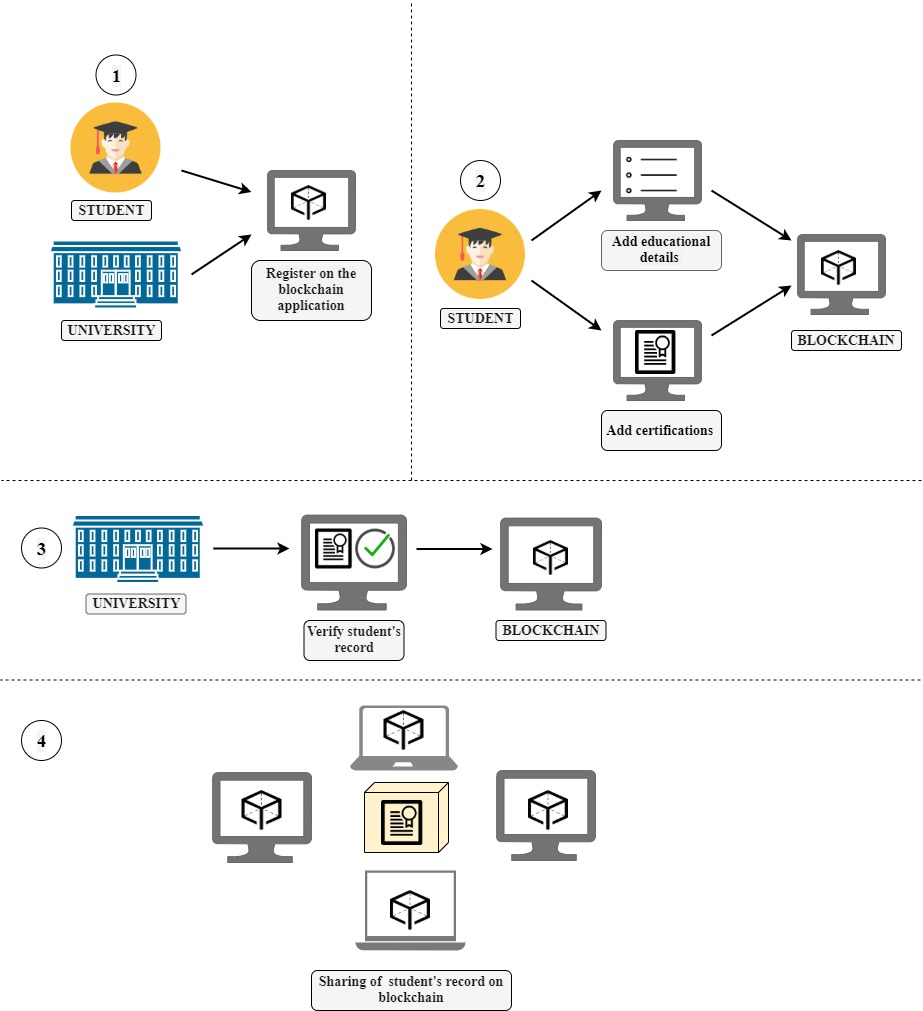 1
STUDENT
UNIVERSITY
Register on the
blockchain
application
2
STUDENT
Add educational
details
Add certifications
BLOCKCHAIN
3
UNIVERSITY
Verify student's
record
BLOCKCHAIN
4
Sharing of student's record on
blockchain